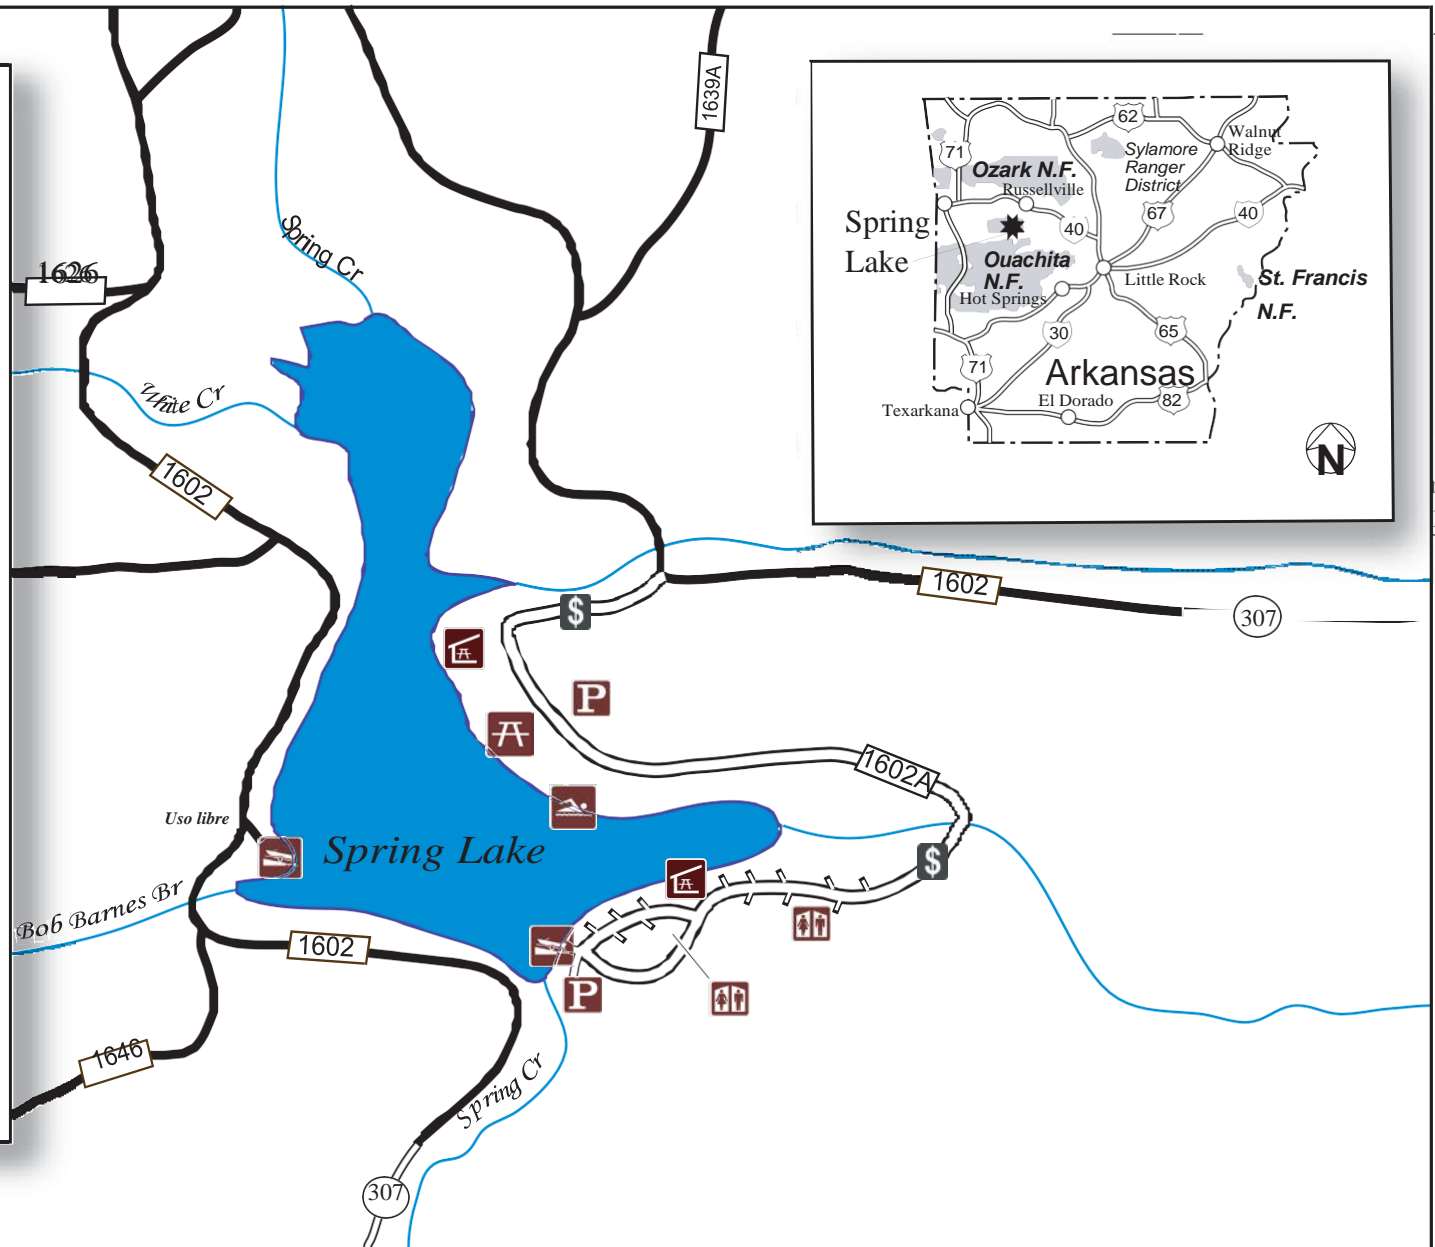 1639A
62
Walnut
Ridge
71
Sylamore
Ranger
District
Ozark N.F.
Russellville
67
40
Spring
Lake
40
Ouachita
N.F.
Hot Springs
Little Rock
St. Francis
N.F.
30
65
71
Arkansas
El Dorado
82
Texarkana
N
Spring Cr
1626
White Cr
1602
1602
307
$
P
1602A
Uso libre
Spring Lake
$
Bob Barnes Br
1602
P
1646
Spring Cr
307